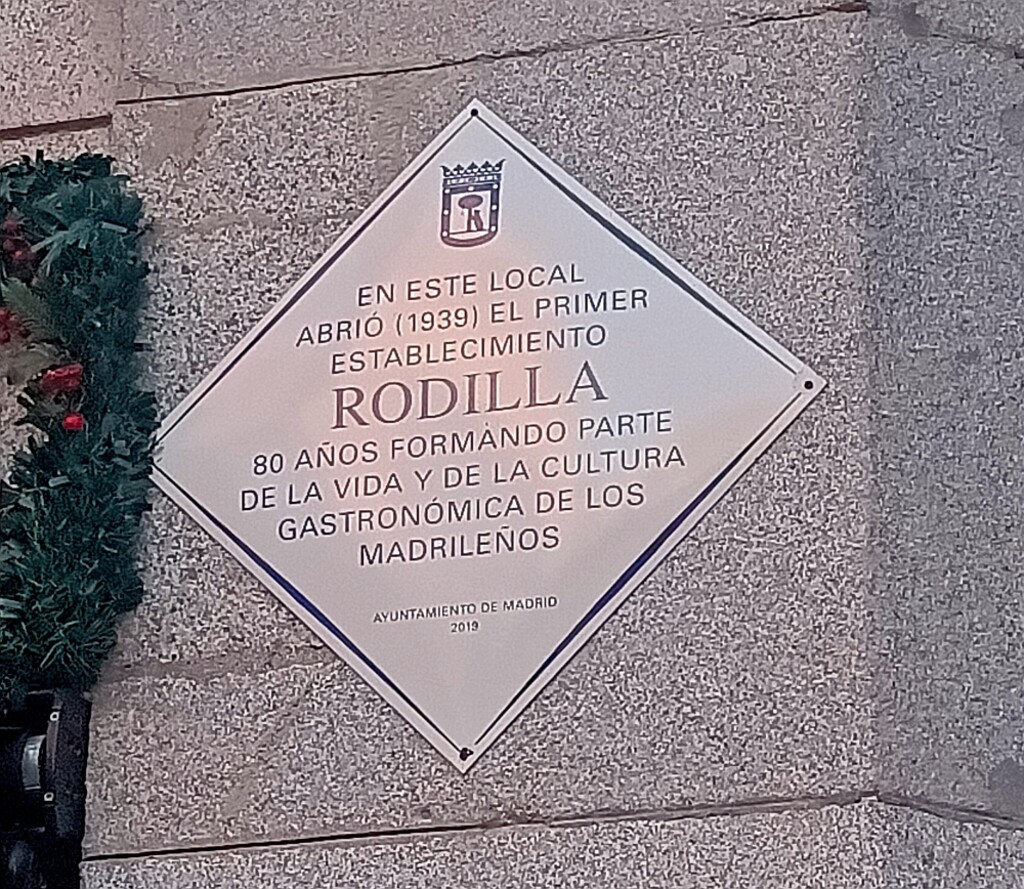 EN ESTE LOCAL
ABRIÓ (1939) EL PRIMER
ESTABLECIMIENTO
RODILLA
80 AÑOS FORMANDO PARTE
DE LA VIDA Y DE LA CULTURA
GASTRONÓMICA DE LOS
MADRILEÑOS
AYUNTAMIENTO DE MADRID
2019